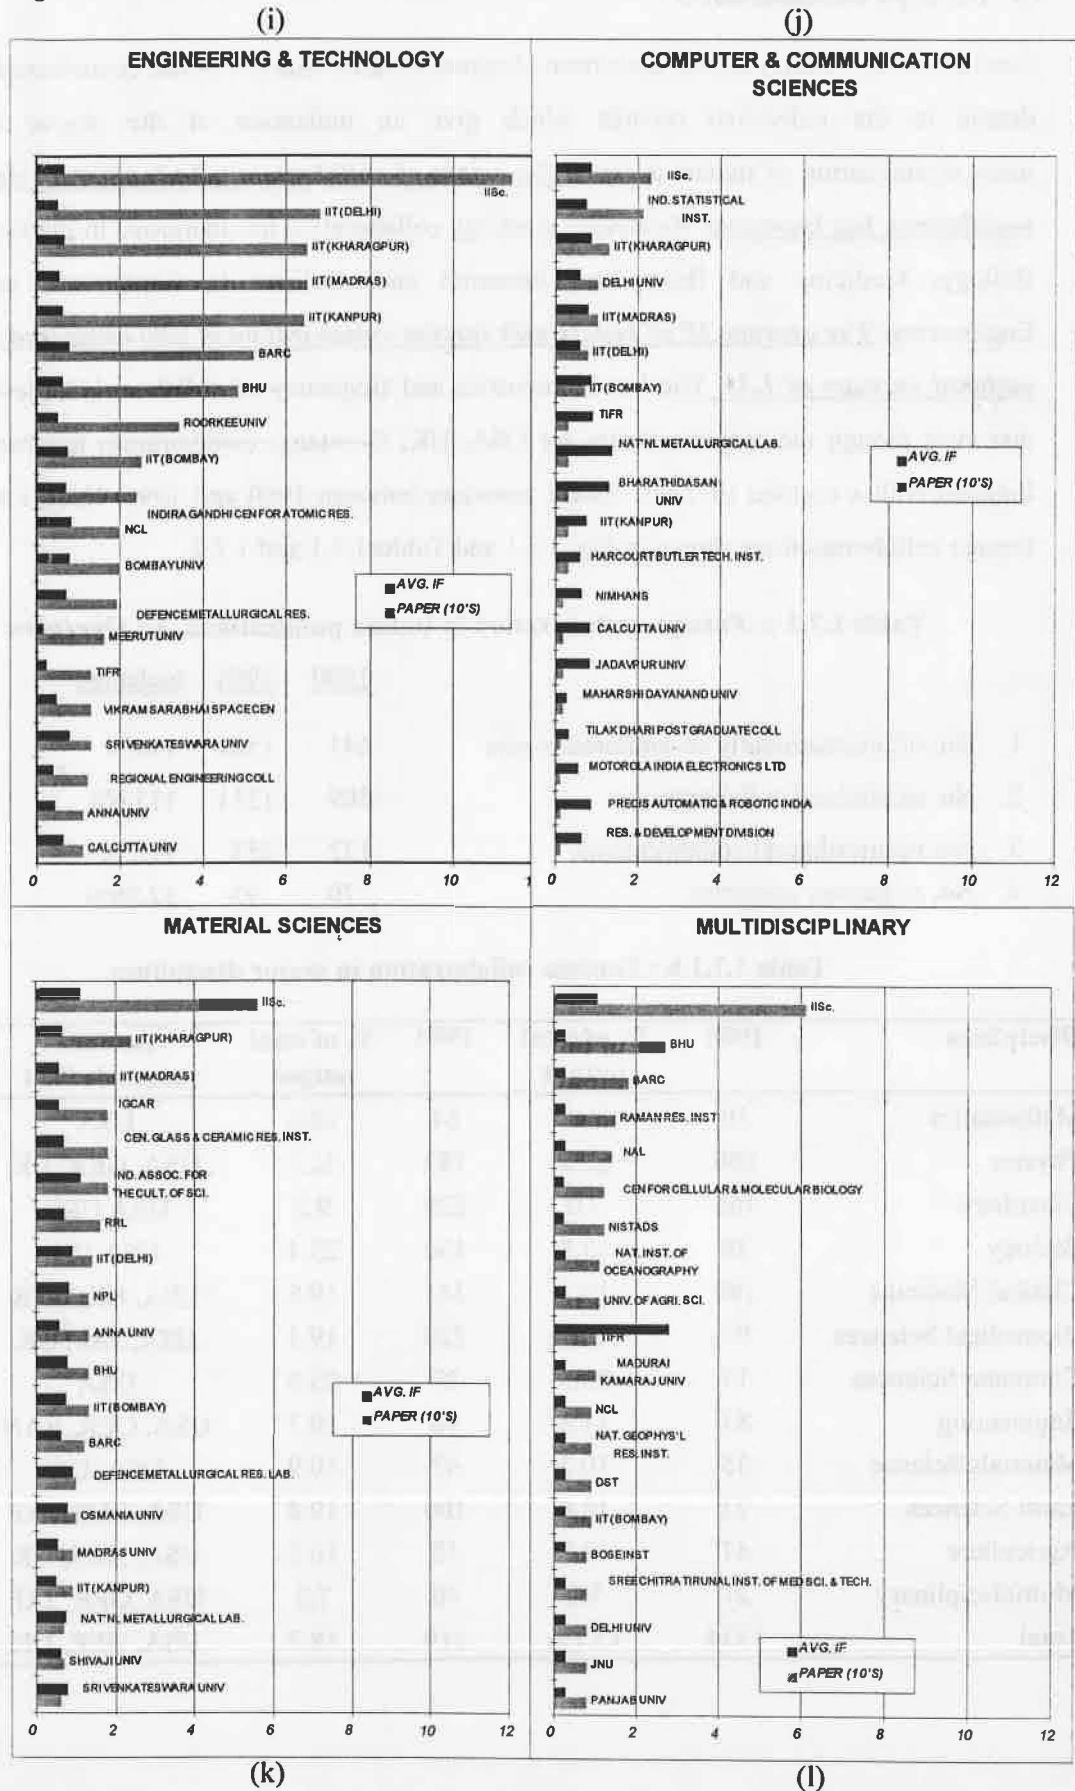 (i)
(j)
ENGINEERING & TECHNOLOGY
IISc.
IIT (DELHI)
IIT (KHARAGPUR)
IIT (MADRAS)
IIT (KANPUR)
BARC
BHU
ROORKEE UNIV
IIT (BOMBAY)
INDIRA GANDHI CEN FOR ATOMIC RES.
NCL
BOMBAY UNIV
DEFENCE METALLURGICAL RES.
MEERUT UNIV
TIFR
VIKRAM SARABHAI SPACE CEN
SRI VENKATESWARA UNIV
REGIONAL ENGINEERING COLL
ANNA UNIV
CALCUTTA UNIV
AVG. IF
PAPER (10'S)
0 2 4 6 8 10
COMPUTER & COMMUNICATION
SCIENCES
IISc.
IND. STATISTICAL
INST.
IIT (KHARAGPUR)
DELHI UNIV
IIT (MADRAS)
IIT (DELHI)
IIT (BOMBAY)
TIFR
NAT'NL METALLURGICAL LAB.
BHARATHIDASAN
UNIV
IIT (KANPUR)
HARCOURT BUTLER TECH. INST.
NIMHANS
CALCUTTA UNIV
JADAVPUR UNIV
MAHARSHI DAYANAND UNIV
TILAK DHARI POST GRADUATE COLL
MOTOROLA INDIA ELECTRONICS LTD
PRECIS AUTOMATIC & ROBOTIC INDIA
RES. & DEVELOPMENT DIVISION
AVG. IF
PAPER (10'S)
0 2 4 6 8 10 12
MATERIAL SCIENCES
IISc.
IIT (KHARAGPUR)
IIT (MADRAS)
IGCAR
CEN. GLASS & CERAMIC RES. INST.
IND. ASSOC. FOR
THE CULT. OF SCI.
RRL
IIT (DELHI)
NPL
ANNA UNIV
BHU
IIT (BOMBAY)
BARC
DEFENCE METALLURGICAL RES. LAB.
OSMANIA UNIV
MADRAS UNIV
IIT (KANPUR)
NAT'NL METALLURGICAL LAB.
SHIVAJI UNIV
SRI VENKATESWARA UNIV
AVG. IF
PAPER (10'S)
0 2 4 6 8 10 12
MULTIDISCIPLINARY
IISc.
BHU
BARC
RAMAN RES. INST
NAL
CEN FOR CELLULAR & MOLECULAR BIOLOGY
NISTADS
NAT. INST. OF
OCEANOGRAPHY
UNIV. OF AGRI. SCI.
TIFR
MADURAI
KAMARAJ UNIV
NCL
NAT. GEOPHYS'L
RES. INST.
DST
IIT (BOMBAY)
BOSE INST
SREE CHITRA TIRUNAL INST. OF MED SCI. & TECH.
DELHI UNIV
JNU
PANJAB UNIV
AVG. IF
PAPER (10'S)
0 2 4 6 8 10 12
(k)
(l)